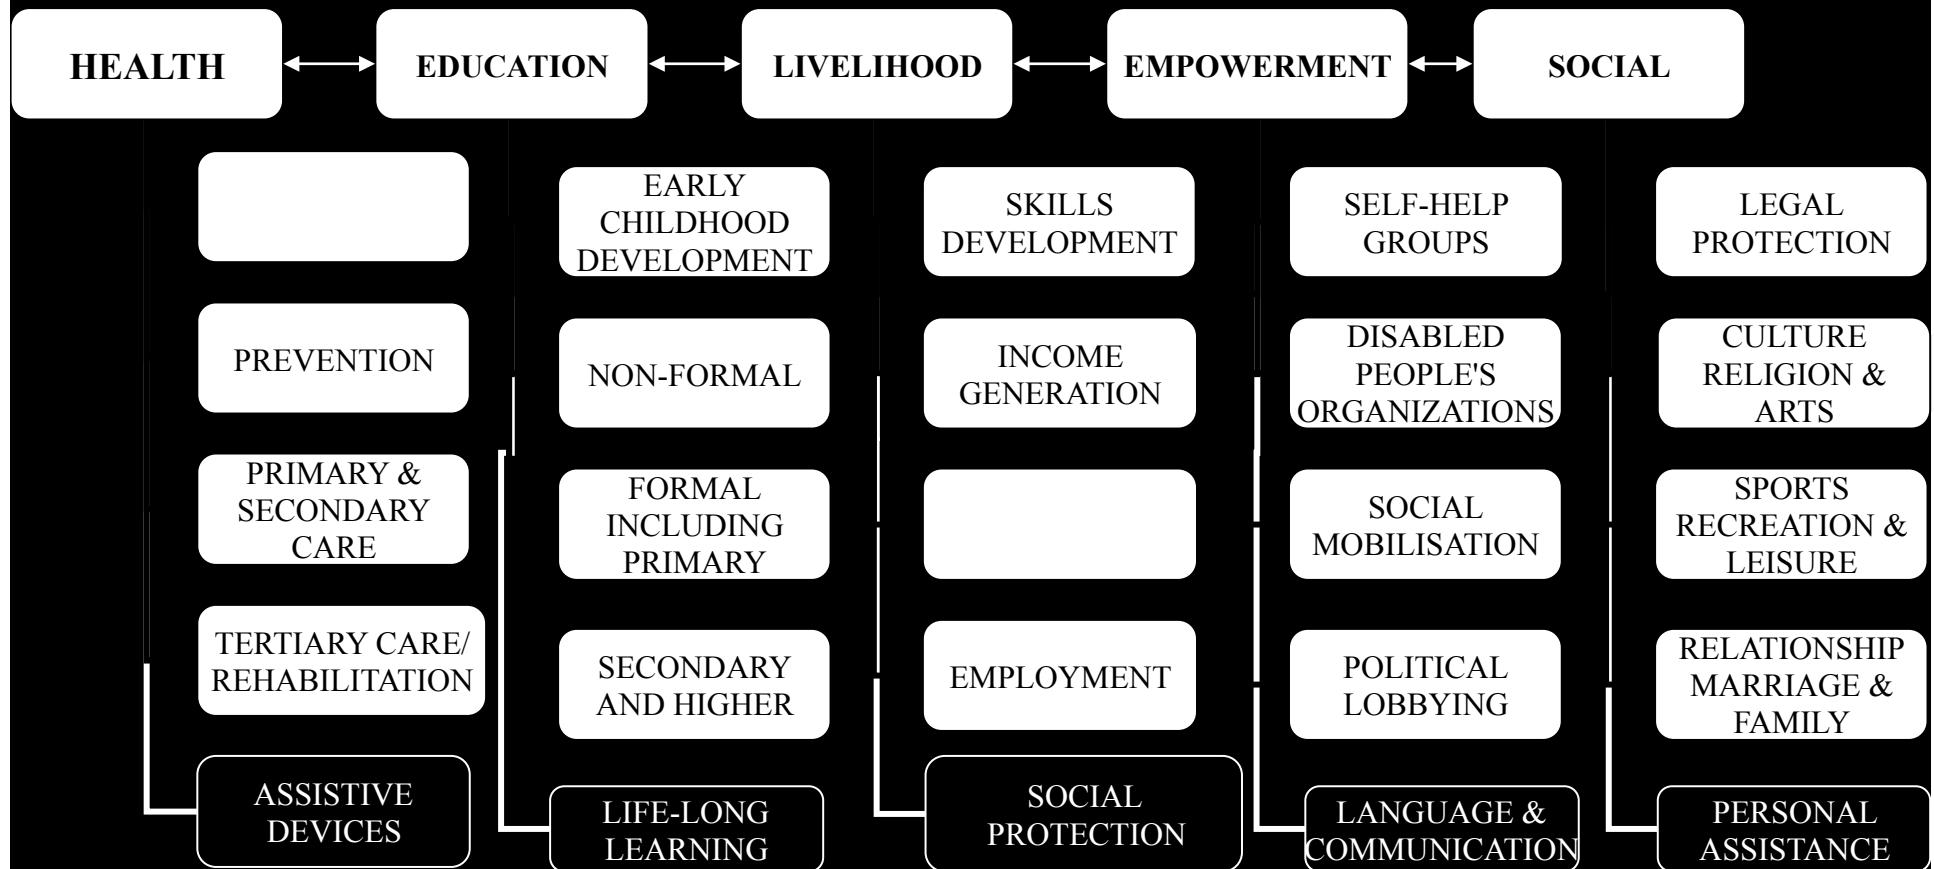 HEALTH
EDUCATION
LIVELIHOOD
EMPOWERMENT
SOCIAL
PREVENTION
PRIMARY &
SECONDARY
CARE
TERTIARY CARE/
REHABILITATION
ASSISTIVE
DEVICES
EARLY
CHILDHOOD
DEVELOPMENT
NON-FORMAL
FORMAL
INCLUDING
PRIMARY
SECONDARY
AND HIGHER
LIFE-LONG
LEARNING
SKILLS
DEVELOPMENT
INCOME
GENERATION
EMPLOYMENT
SOCIAL
PROTECTION
SELF-HELP
GROUPS
DISABLED
PEOPLE'S
ORGANIZATIONS
SOCIAL
MOBILISATION
POLITICAL
LOBBYING
LANGUAGE &
COMMUNICATION
LEGAL
PROTECTION
CULTURE
RELIGION &
ARTS
SPORTS
RECREATION &
LEISURE
RELATIONSHIP
MARRIAGE &
FAMILY
PERSONAL
ASSISTANCE